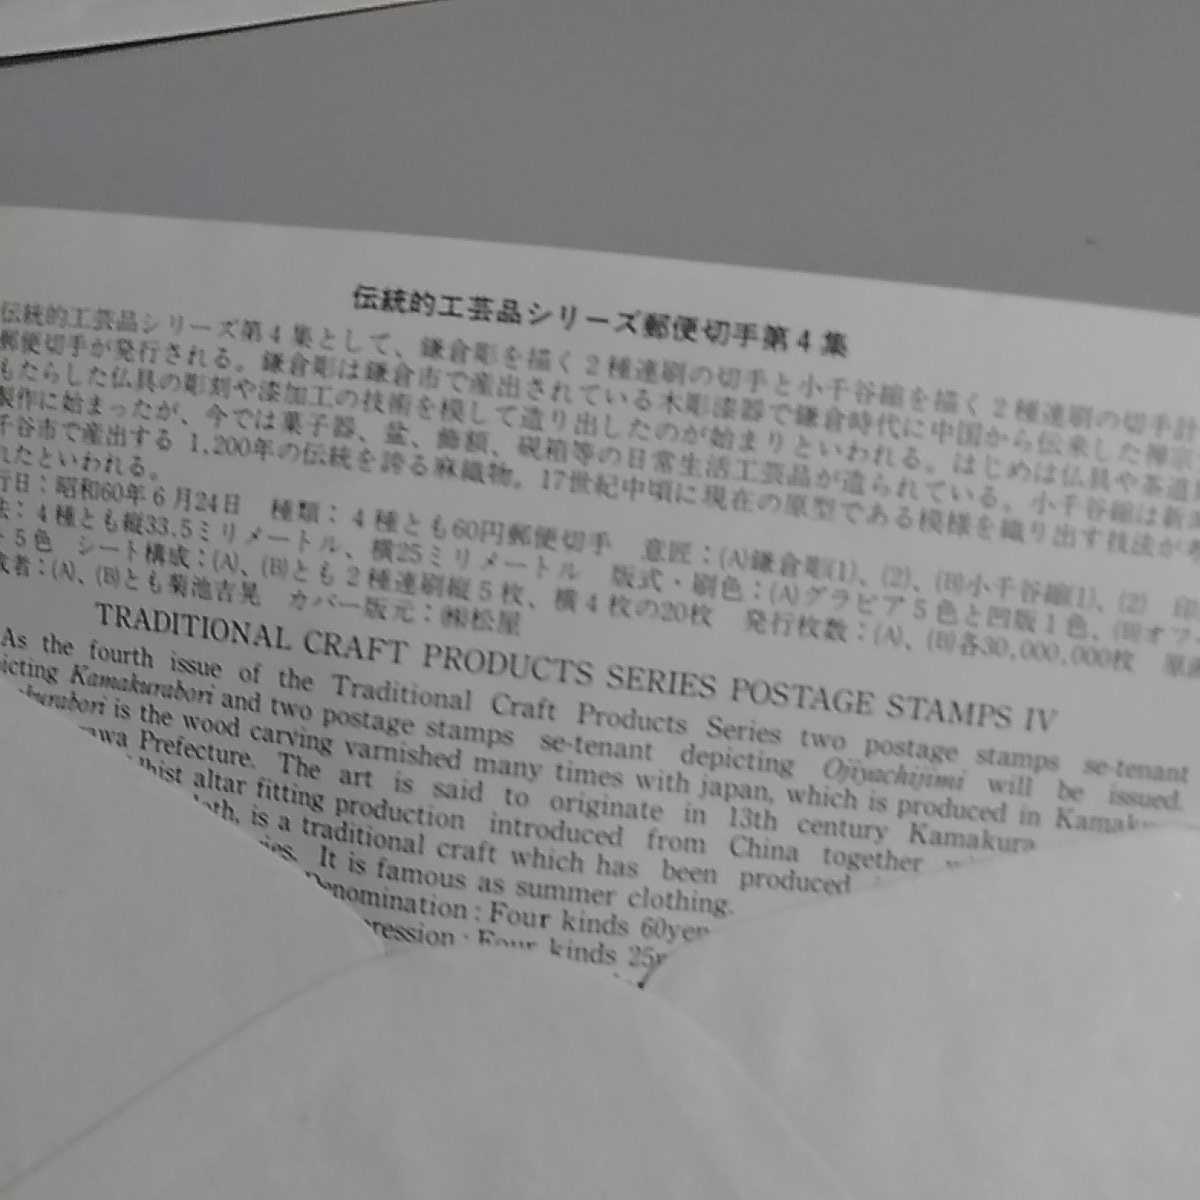 伝統的工芸品シリーズ郵便切手第4集
伝統的工芸品シリーズ第4集として、鎌倉彫を描く2種連刷の切手と小千谷縮を描く2種連刷の切手計
郵便切手が発行される。鎌倉彫は鎌倉市で産出されている木彫漆器で鎌倉時代に中国から伝来した禅宗
もたらした仏具の彫刻や漆加工の技術を模して造り出したのが始まりといわれる。はじめは仏具や茶道
製作に始まったが、今では菓子器、盆、飾額、硯箱等の日常生活工芸品が造られている。小千谷縮は新
千谷市で産出する1,200年の伝統を誇る麻織物。17世紀中頃に現在の原型である模様を織り出す技法が
れたといわれる。
行日:昭和60年6月24日 種類:4種とも60円郵便切手 意匠:(A)鎌倉彫(1)、(2)、(B)小千谷縮(1)、(2) 印
法:4種とも縦33.5ミリメートル、横25ミリメートル 版式・刷色:(A)グラビア5色と凹版1色、(B)オフ
ト5色 シート構成:(A)、(B)とも2種連刷縦5枚、横4枚の20枚 発行枚数:(A)、(B)各30,000,000枚 原画
者:(A)、(B)とも菊池吉晃 カバー版元:㈱松屋
TRADITIONAL CRAFT PRODUCTS SERIES POSTAGE STAMPS IV
As the fourth issue of the Traditional Craft Products Series two postage stamps se-tenant
icting Kamakurabori and two postage stamps se-tenant depicting Ojiyachijimi will be issued.
kurabori is the wood carving varnished many times with japan, which is produced in Kamaku
awa Prefecture. The art is said to originate in 13th century Kamakura
dhist altar fitting production introduced from China together
loth, is a traditional craft which has been produced
ies. It is famous as summer clothing.
Denomination: Four kinds 60yen
ression: Four kinds 25